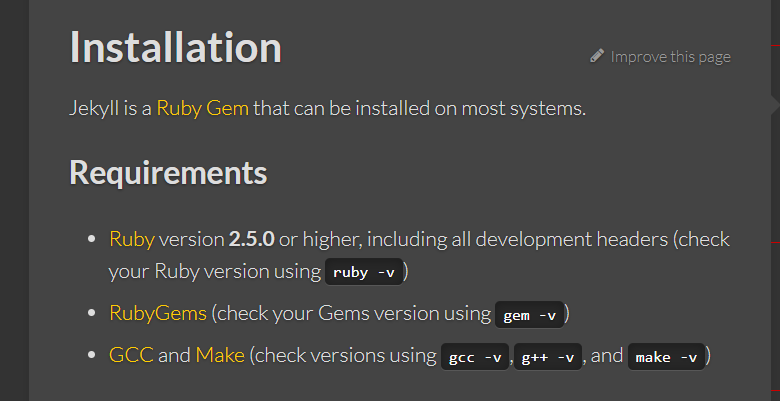 Installation
Improve this page
Jekyll is a Ruby Gem that can be installed on most systems.
Requirements
• Ruby version 2.5.0 or higher, including all development headers (check
your Ruby version using ruby -v)
• RubyGems (check your Gems version using gem -v)
• GCC and Make (check versions using gcc -v, g++ -v, and make -v)